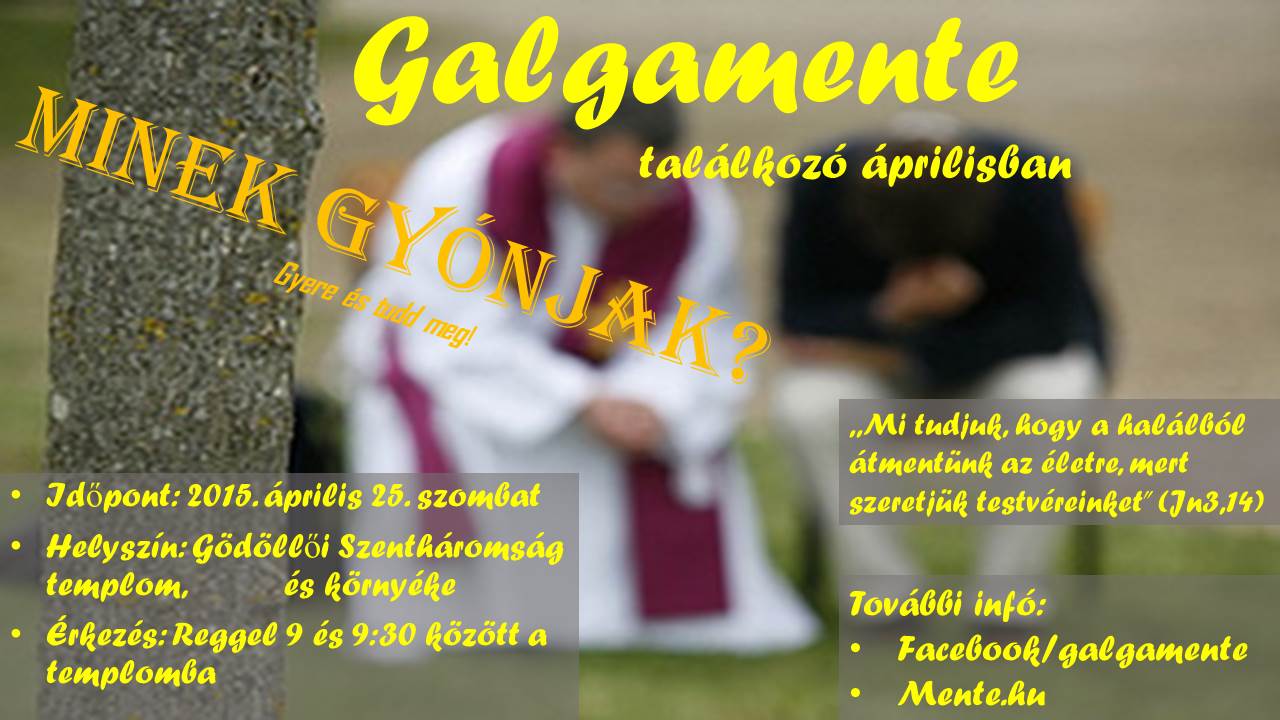 Galgamente
találkozó áprilisban
MINEK GYÓNJAK?
Gyere és tudd meg!
„Mi tudjuk, hogy a halálból
átmentünk az életre, mert
szeretjük testvéreinket” (Jn3,14)
• Időpont: 2015. április 25. szombat
• Helyszín: Gödöllői Szentháromság
templom, és környéke
• Érkezés: Reggel 9 és 9:30 között a
templomba
További infó:
• Facebook/galgamente
• Mente.hu